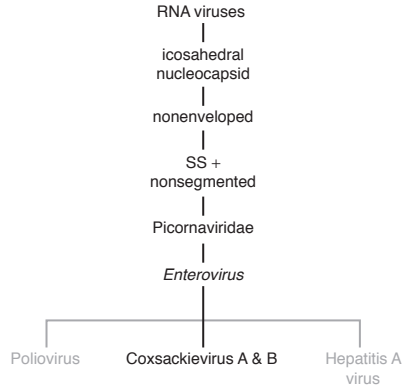 RNA viruses
icosahedral
nucleocapsid
nonenveloped
SS +
nonsegmented
Picornaviridae
Enterovirus
Poliovirus
Coxsackievirus A & B
Hepatitis A
virus